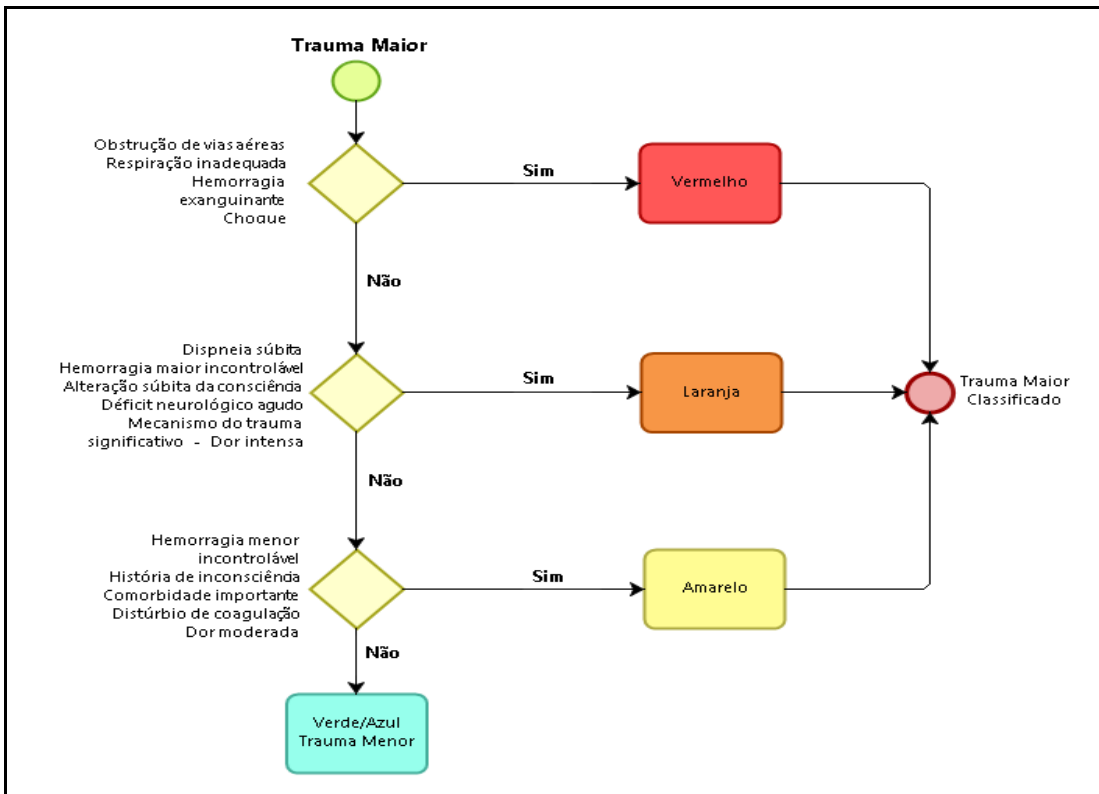 Trauma Maior
Obstrução de vias aéreas
Respiração inadequada
Hemorragia
exanguinante
Choque
Sim
Vermelho
Não
Dispneia súbita
Hemorragia maior incontrolável
Alteração súbita da consciência
Déficit neurológico agudo
Mecanismo do trauma
significativo - Dor intensa
Sim
Laranja
Trauma Maior
Classificado
Não
Hemorragia menor
incontrolável
História de inconsciência
Comorbidade importante
Distúrbio de coagulação
Dor moderada
Sim
Amarelo
Não
Verde/Azul
Trauma Menor